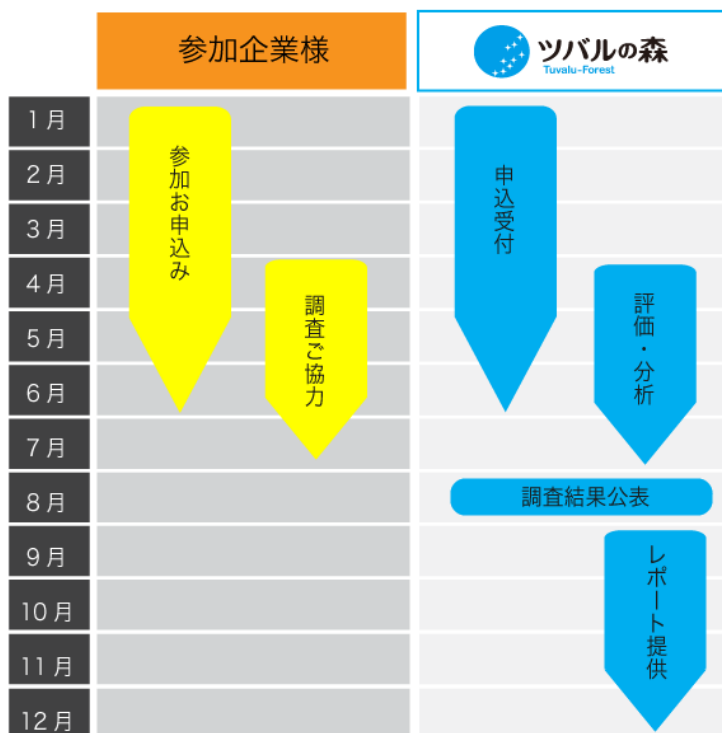 参加企業様
ツバルの森
Tuvalu-Forest
1月
2月
3月
4月
5月
6月
7月
8月
9月
10月
11月
12月
参加お申込み
調査ご協力
申込受付
評価・分析
調査結果公表
レポート提供